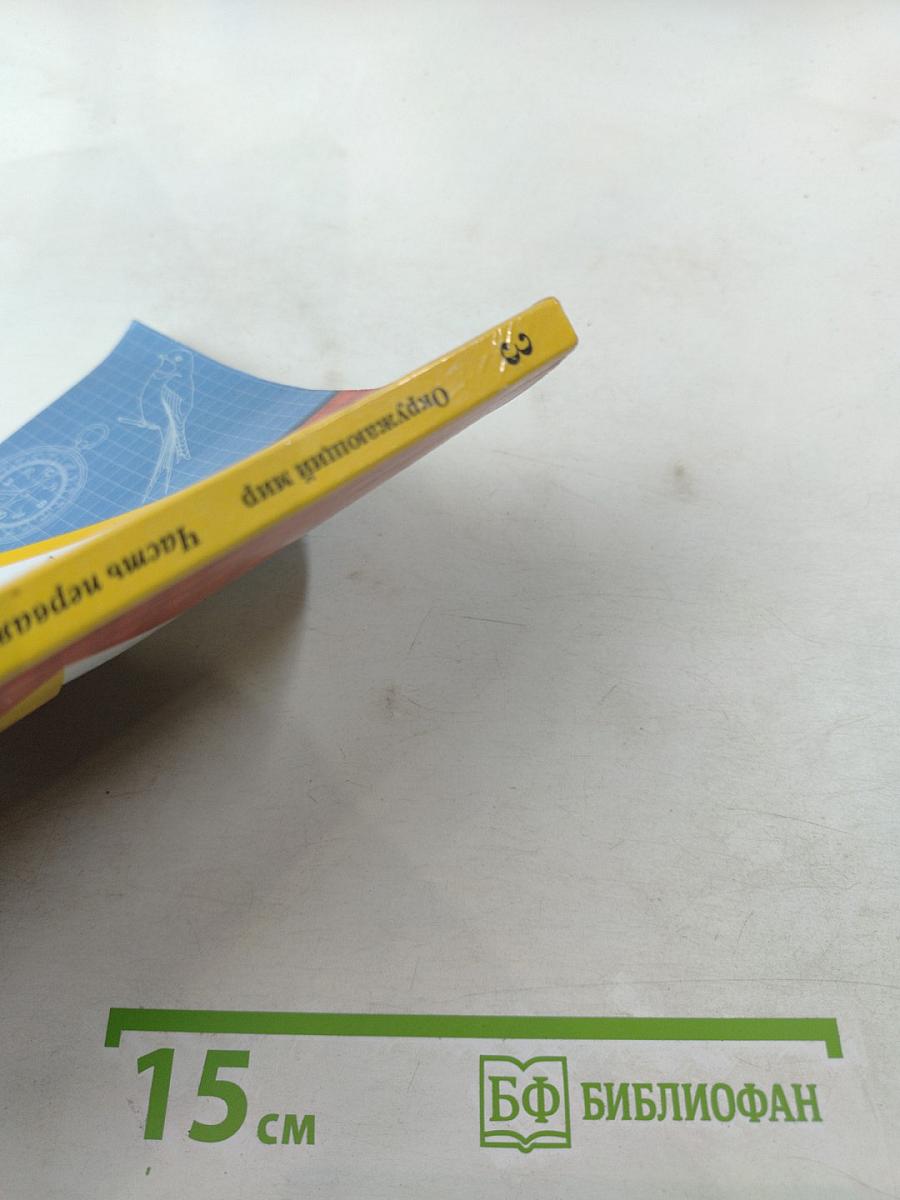 3
Окружающий мир
Часть первая
15 см
БФ БИБЛИОФАН